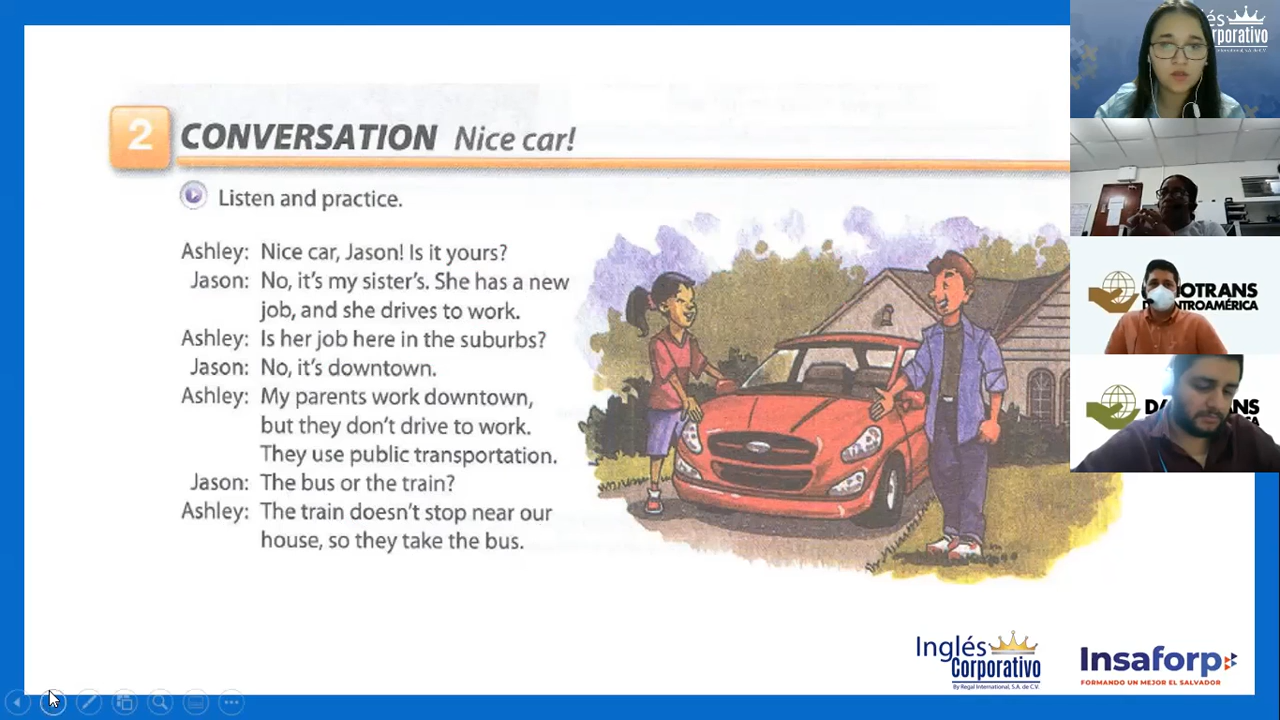 2 CONVERSATION Nice car!
Listen and practice.
Ashley: Nice car, Jason! Is it yours?
Jason: No, it's my sister's. She has a new
job, and she drives to work.
Ashley: Is her job here in the suburbs?
Jason: No, it's downtown.
Ashley: My parents work downtown,
but they don't drive to work.
They use public transportation.
Jason: The bus or the train?
Ashley: The train doesn't stop near our
house, so they take the bus.
Inglés
Corporativo
By Regal International, S.A. de C.V.
Insaforp
FORMANDO UN MEJOR EL SALVADOR